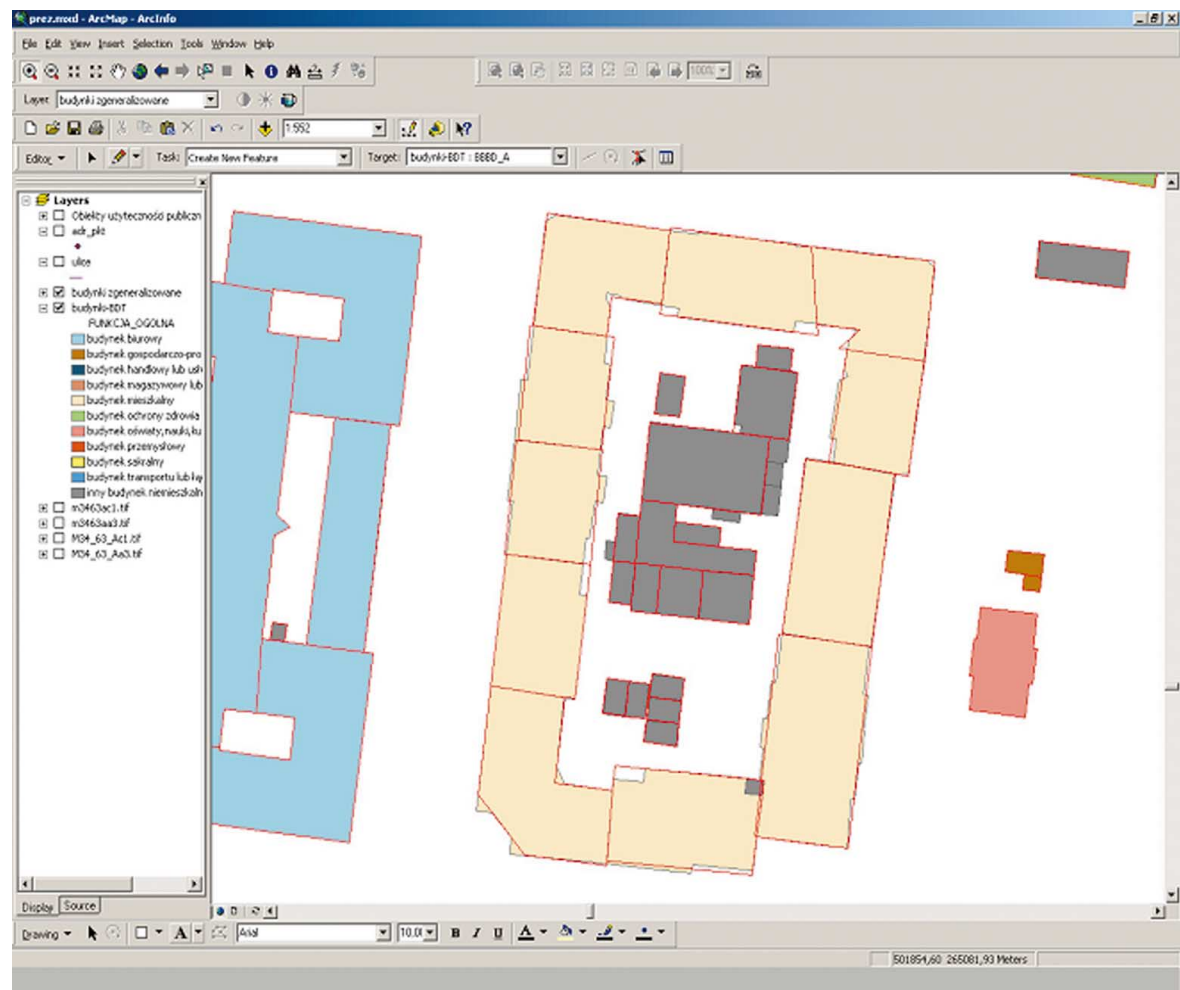 prez.mxd - ArcMap - ArcInfo
File Edit View Insert Selection Tools Window Help
100%
Layer: budynki zgeneralizowane
1:552
Editor Task: Create New Feature Target: budynki-BDT : BBBD_A
Layers
Obiekty użyteczności publiczn
adr_pkt
ulice
budynki zgeneralizowane
budynki-BDT
FUNKCJA_OGOLNA
budynek biurowy
budynek gospodarczo-pro
budynek handlowy lub usł
budynek magazynowy lub
budynek mieszkalny
budynek ochrony zdrowia
budynek oświaty,nauki,ku
budynek przemysłowy
budynek sakralny
budynek transportu lub łą
inny budynek niemieszkaln
m3463ac1.tif
m3463aa3.tif
M34_63_Ac1.tif
M34_63_Aa3.tif
Display Source
Drawing A Arial 10,0 B I U A
501854,60 265081,93 Meters